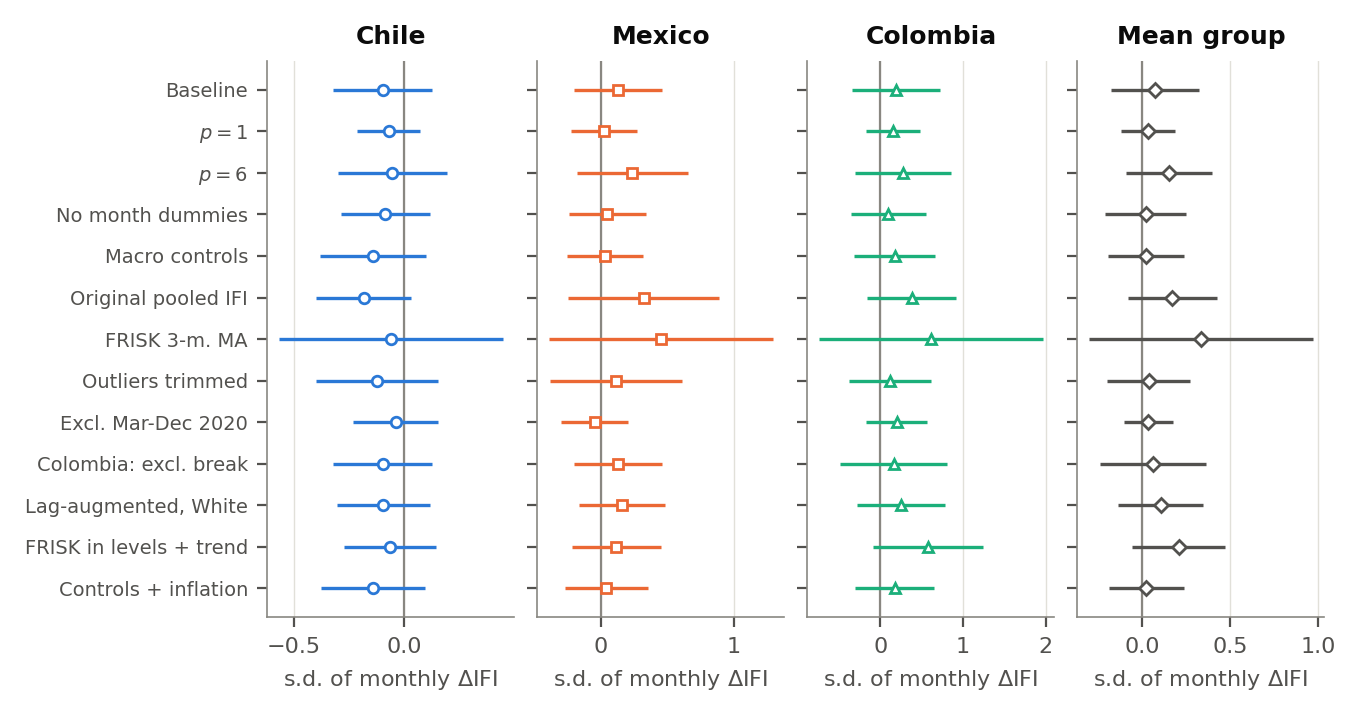 Chile Mexico Colombia Mean group
Baseline
p = 1
p = 6
No month dummies
Macro controls
Original pooled IFI
FRISK 3-m. MA
Outliers trimmed
Excl. Mar-Dec 2020
Colombia: excl. break
Lag-augmented, White
FRISK in levels + trend
Controls + inflation
−0.5 0.0 0 1 0 1 2 0.0 0.5 1.0
s.d. of monthly ΔIFI s.d. of monthly ΔIFI s.d. of monthly ΔIFI s.d. of monthly ΔIFI